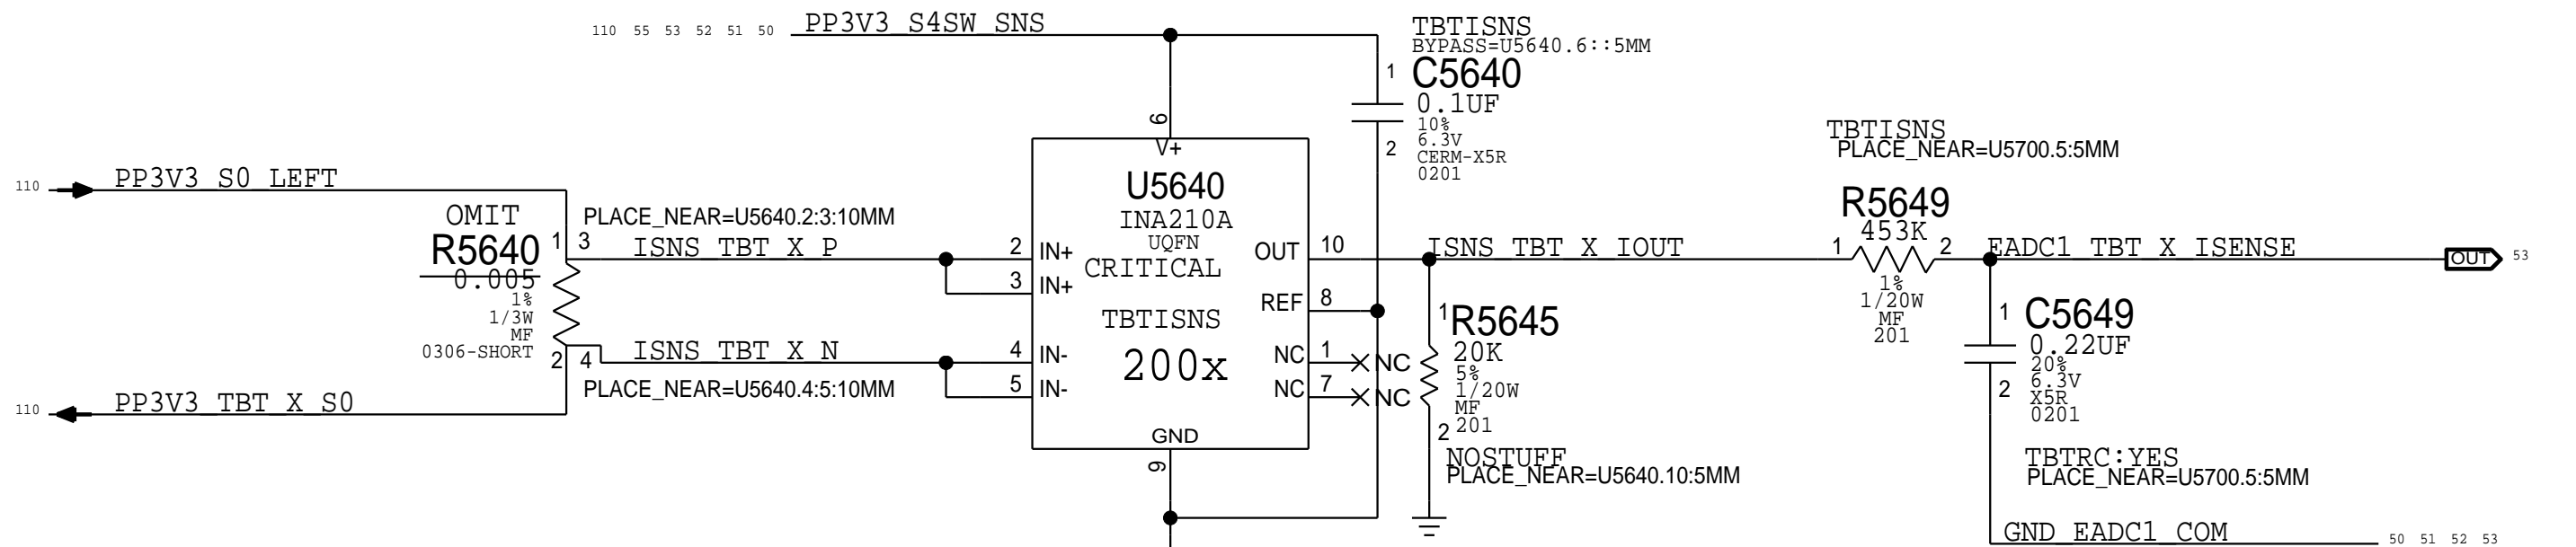 110 55 53 52 51 50 PP3V3_S4SW_SNS
TBTISNS
BYPASS=U5640.6::5MM
1 C5640
0.1UF
10%
6.3V
2 CERM-X5R
0201
6
V+
110 PP3V3_S0_LEFT
OMIT
R5640
0.005
1%
1/3W
MF
0306-SHORT
1 3
2 4
PLACE_NEAR=U5640.2:3:10MM
ISNS_TBT_X_P
ISNS_TBT_X_N
PLACE_NEAR=U5640.4:5:10MM
110 PP3V3_TBT_X_S0
U5640
INA210A
UQFN
CRITICAL
TBTISNS
200x
2 IN+
3 IN+
4 IN-
5 IN-
OUT 10
REF 8
NC 1 NC
NC 7 NC
GND
9
ISNS_TBT_X_IOUT
1 R5645
20K
5%
1/20W
MF
201
2
NOSTUFF
PLACE_NEAR=U5640.10:5MM
TBTISNS
PLACE_NEAR=U5700.5:5MM
R5649
453K
1 2
1%
1/20W
MF
201
EADC1_TBT_X_ISENSE
OUT 53
1 C5649
0.22UF
20%
6.3V
2 X5R
0201
TBTRC:YES
PLACE_NEAR=U5700.5:5MM
GND_EADC1_COM 50 51 52 53